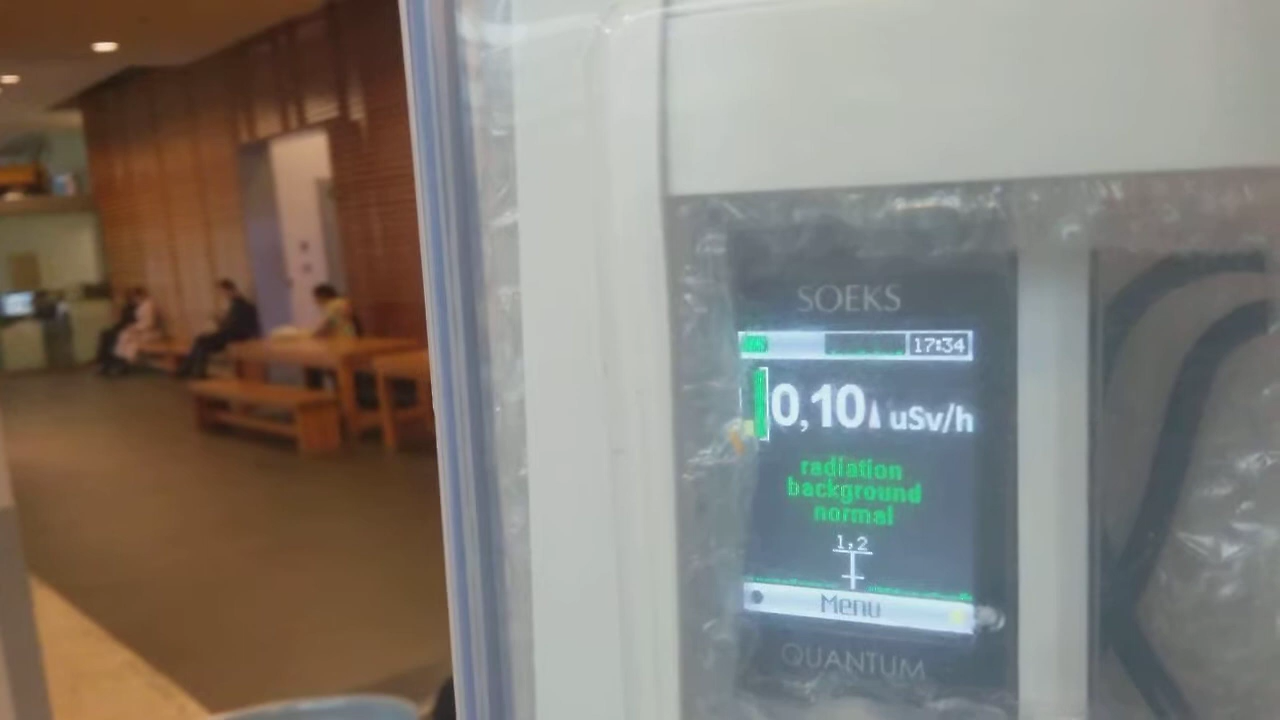 SOEKS
17:34
0,10 uSv/h
radiation
background
normal
1,2
Menu
QUANTUM